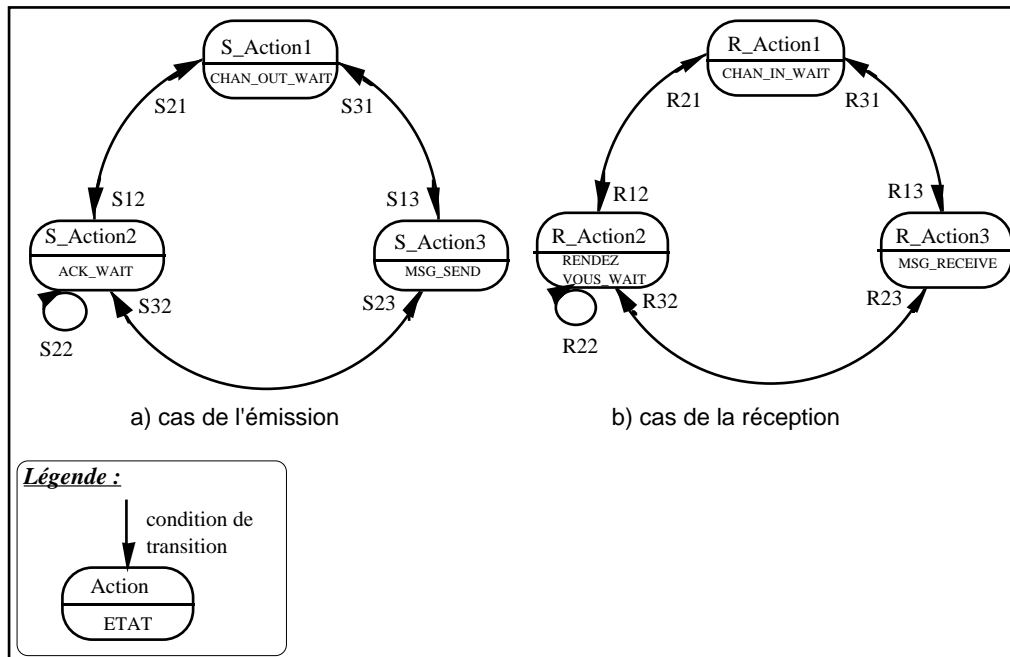 S_Action1
CHAN_OUT_WAIT
S21
S31
S12
S13
S_Action2
ACK_WAIT
S_Action3
MSG_SEND
S32
S23
S22
a) cas de l'émission
R_Action1
CHAN_IN_WAIT
R21
R31
R12
R13
R_Action2
RENDEZ
VOUS_WAIT
R_Action3
MSG_RECEIVE
R32
R23
R22
b) cas de la réception
Légende :
condition de
transition
Action
ETAT